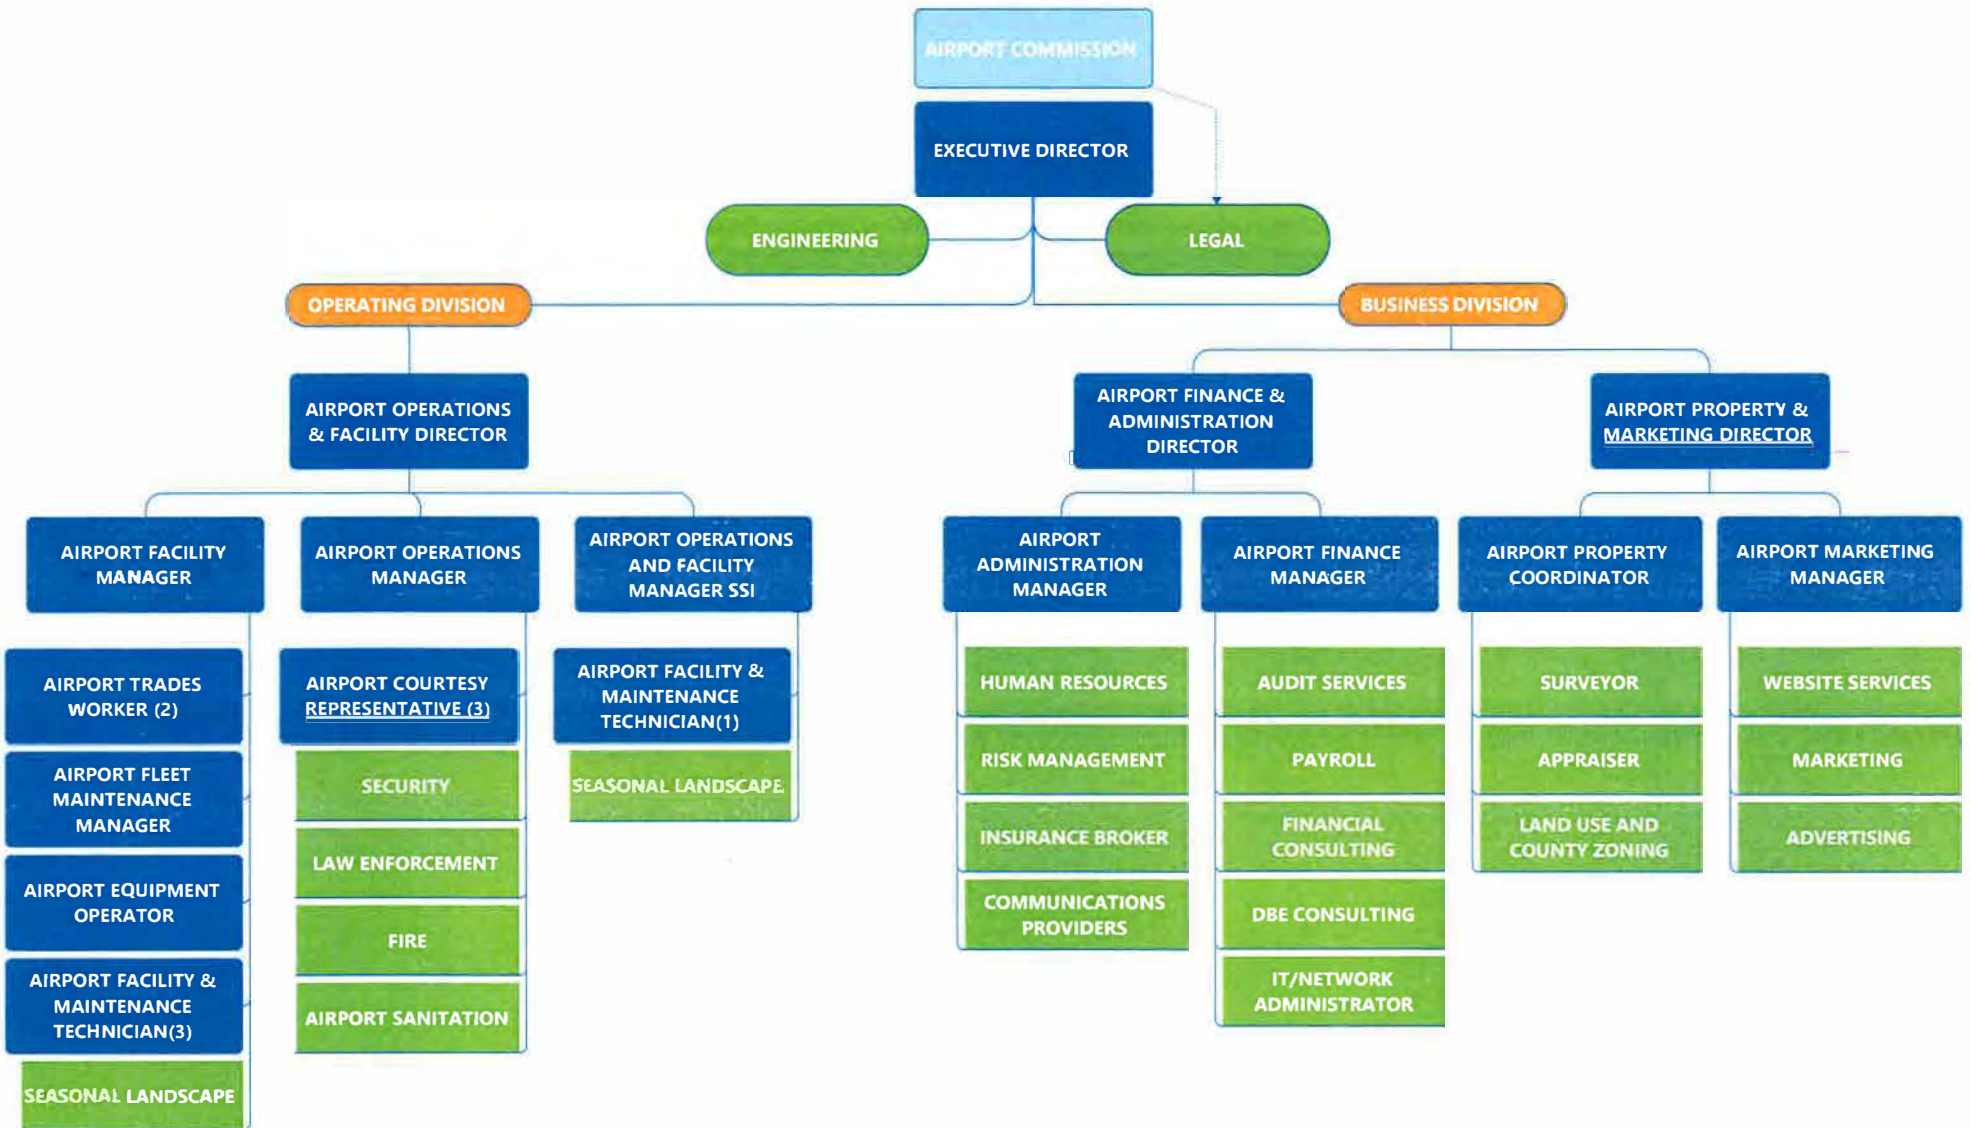 AIRPORT COMMISSION
EXECUTIVE DIRECTOR
ENGINEERING
LEGAL
OPERATING DIVISION
BUSINESS DIVISION
AIRPORT OPERATIONS
& FACILITY DIRECTOR
AIRPORT FINANCE &
ADMINISTRATION
DIRECTOR
AIRPORT PROPERTY &
MARKETING DIRECTOR
AIRPORT FACILITY
MANAGER
AIRPORT OPERATIONS
MANAGER
AIRPORT OPERATIONS
AND FACILITY
MANAGER SSI
AIRPORT
ADMINISTRATION
MANAGER
AIRPORT FINANCE
MANAGER
AIRPORT PROPERTY
COORDINATOR
AIRPORT MARKETING
MANAGER
AIRPORT TRADES
WORKER (2)
AIRPORT FLEET
MAINTENANCE
MANAGER
AIRPORT EQUIPMENT
OPERATOR
AIRPORT FACILITY &
MAINTENANCE
TECHNICIAN(3)
SEASONAL LANDSCAPE
AIRPORT COURTESY
REPRESENTATIVE (3)
SECURITY
LAW ENFORCEMENT
FIRE
AIRPORT SANITATION
AIRPORT FACILITY &
MAINTENANCE
TECHNICIAN(1)
SEASONAL LANDSCAPE
HUMAN RESOURCES
RISK MANAGEMENT
INSURANCE BROKER
COMMUNICATIONS
PROVIDERS
AUDIT SERVICES
PAYROLL
FINANCIAL
CONSULTING
DBE CONSULTING
IT/NETWORK
ADMINISTRATOR
SURVEYOR
APPRAISER
LAND USE AND
COUNTY ZONING
WEBSITE SERVICES
MARKETING
ADVERTISING